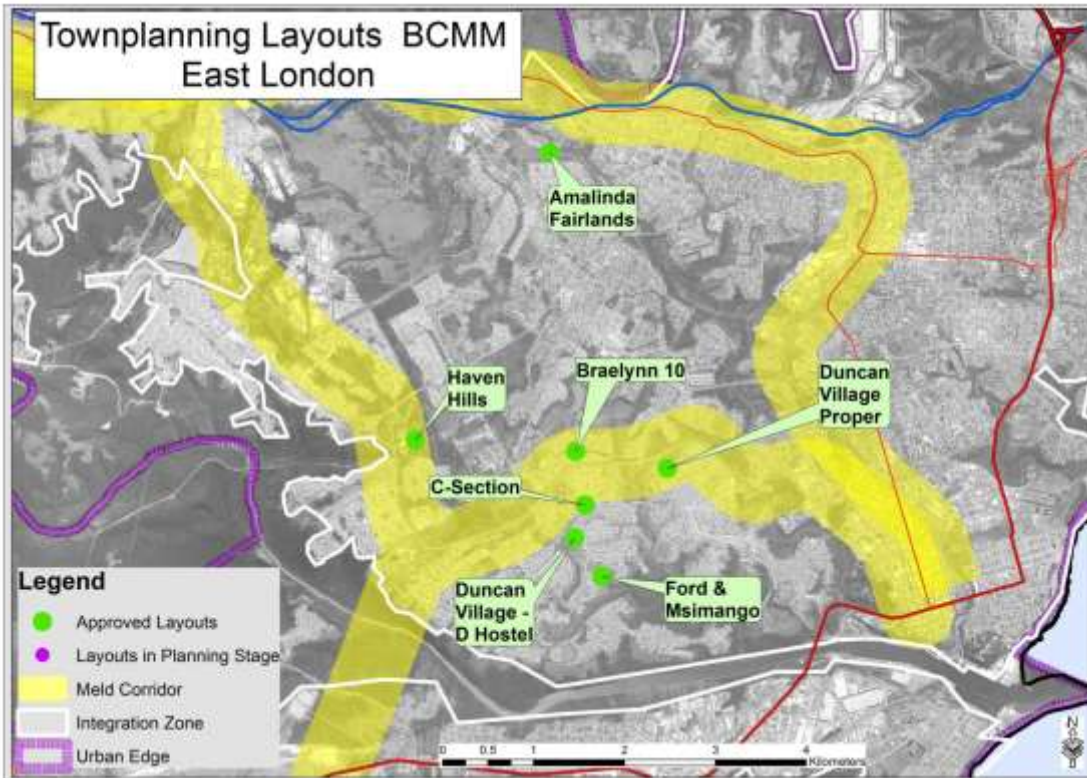 Townplanning Layouts BCMM
East London
Amalinda
Fairlands
Haven
Hills
Braelynn 10
Duncan
Village
Proper
C-Section
Duncan
Village -
D Hostel
Ford &
Msimango
Legend
Approved Layouts
Layouts in Planning Stage
Meld Corridor
Integration Zone
Urban Edge
0 0.5 1 2 3 4
Kilometers